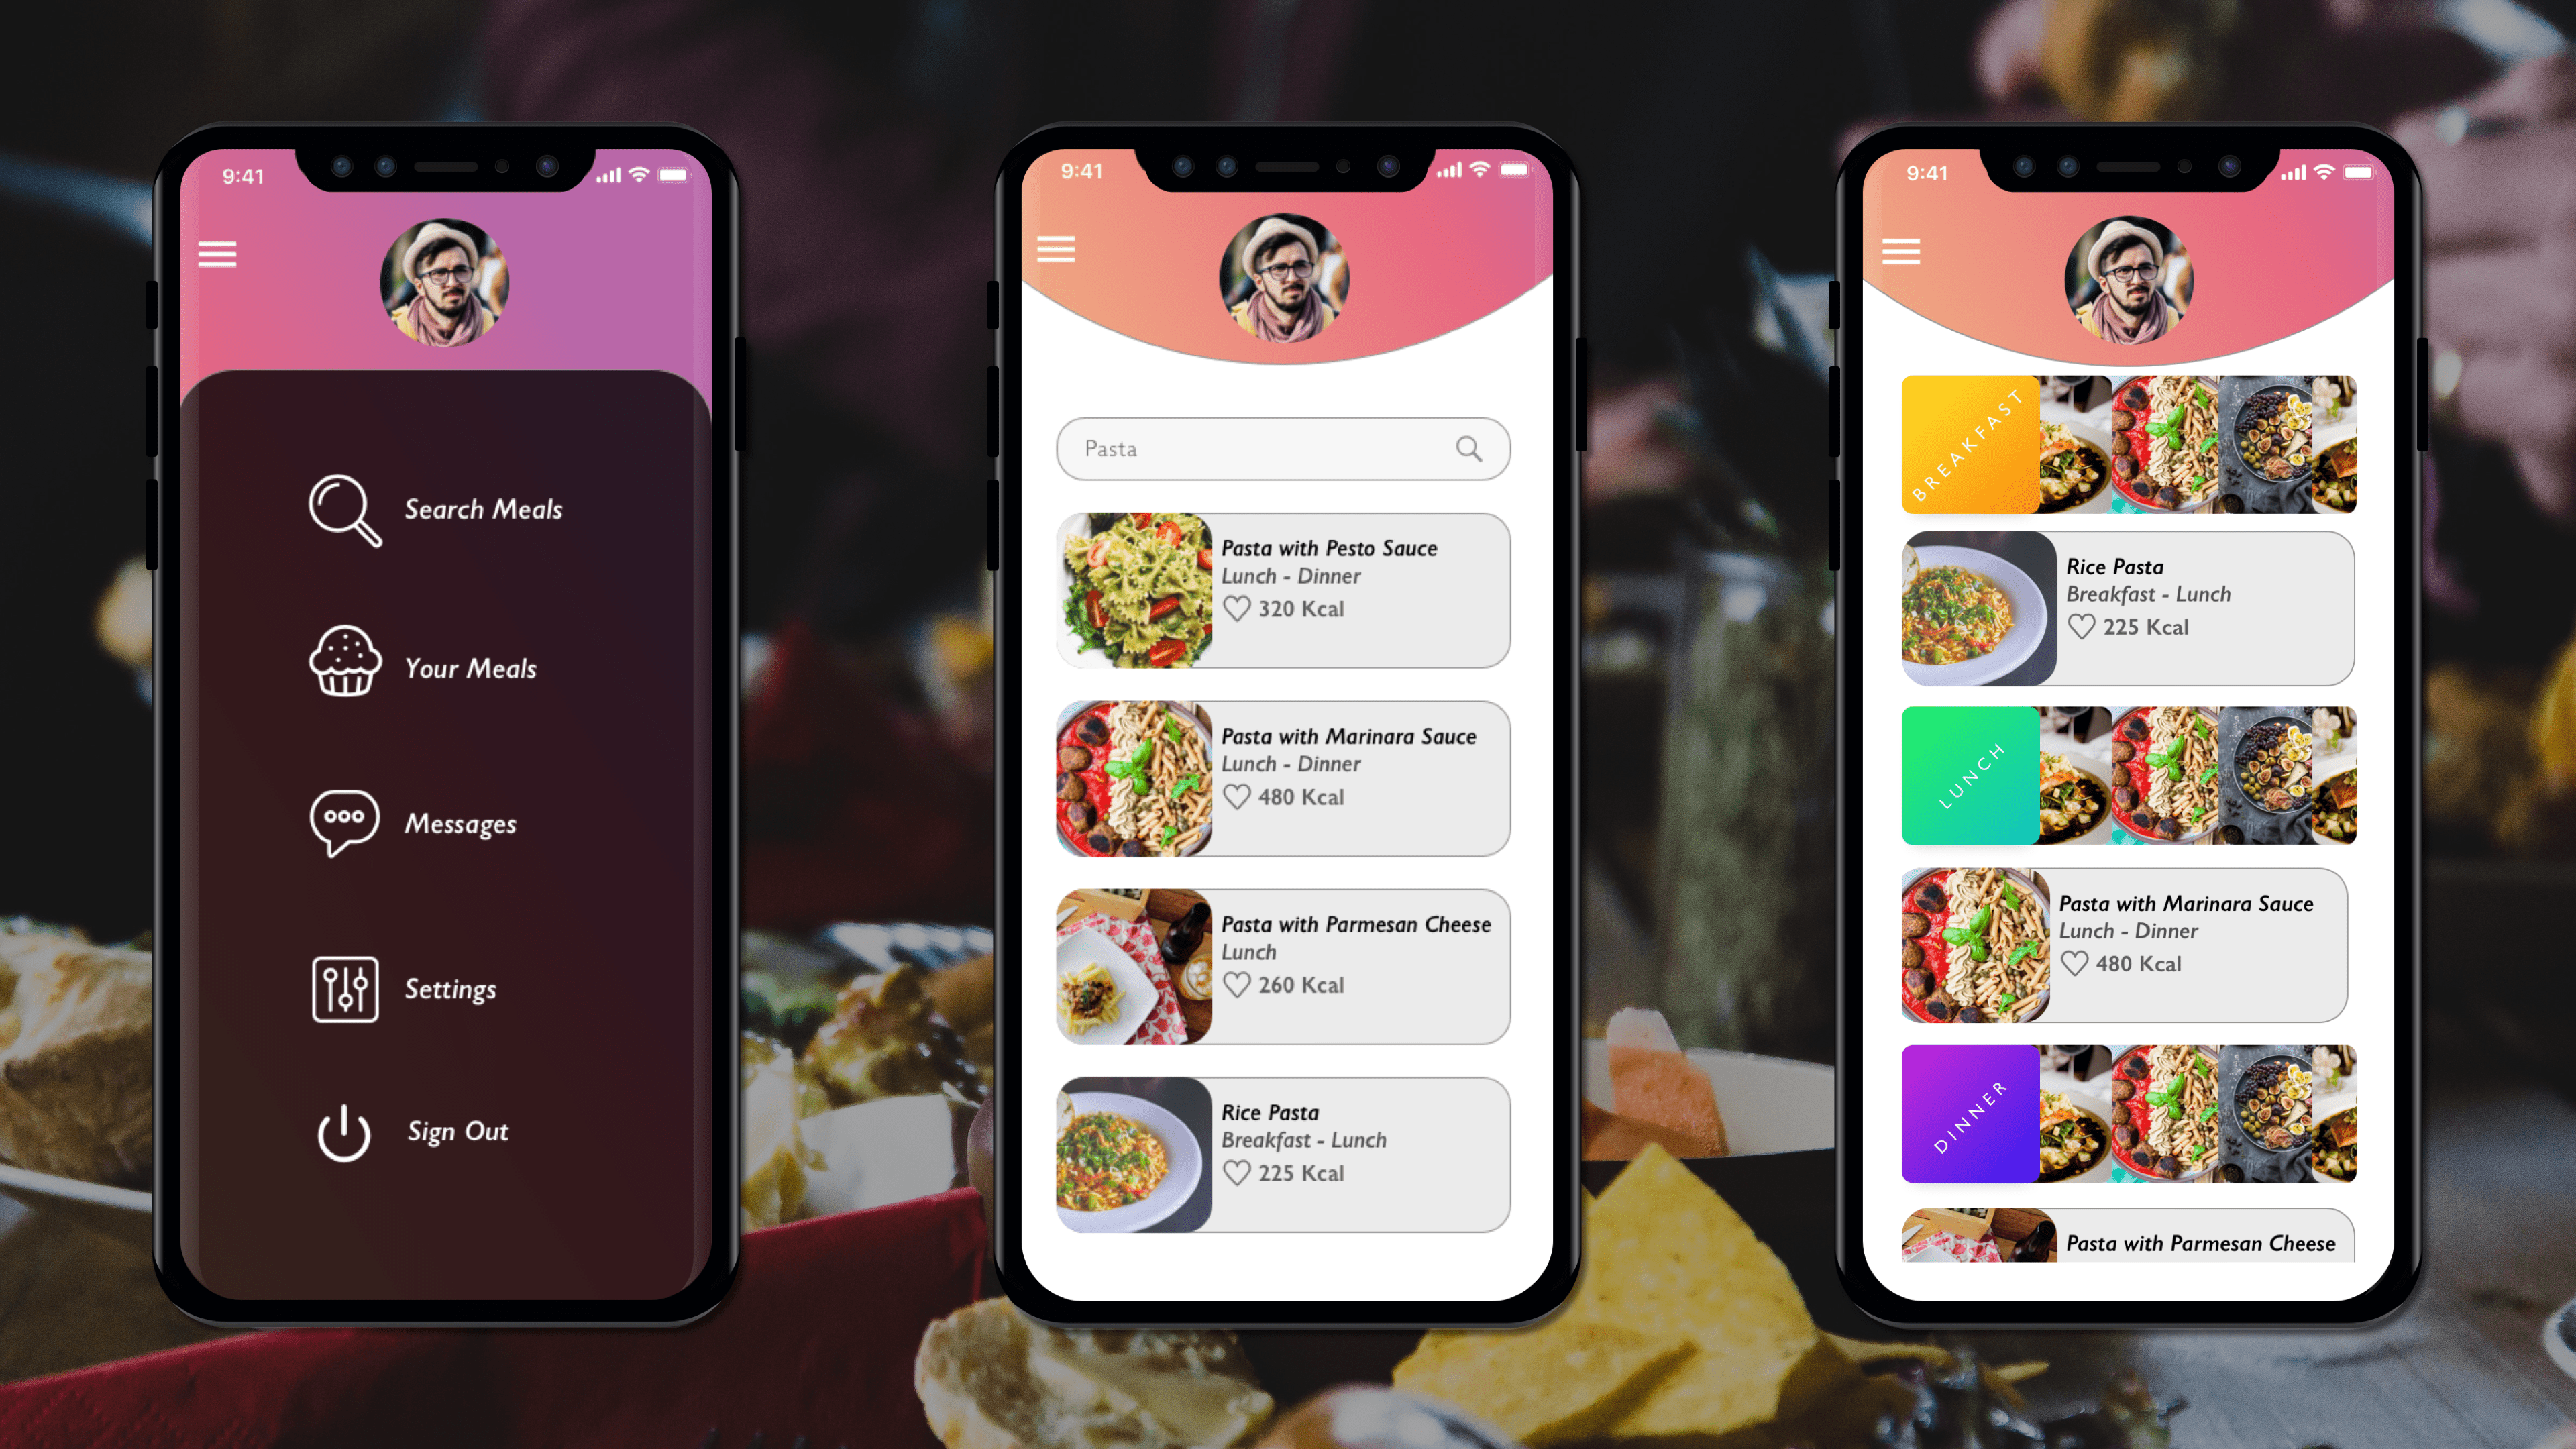 9:41
Search Meals
Your Meals
Messages
Settings
Sign Out
9:41
Pasta
Pasta with Pesto Sauce
Lunch - Dinner
320 Kcal
Pasta with Marinara Sauce
Lunch - Dinner
480 Kcal
Pasta with Parmesan Cheese
Lunch
260 Kcal
Rice Pasta
Breakfast - Lunch
225 Kcal
9:41
BREAKFAST
Rice Pasta
Breakfast - Lunch
225 Kcal
LUNCH
Pasta with Marinara Sauce
Lunch - Dinner
480 Kcal
DINNER
Pasta with Parmesan Cheese